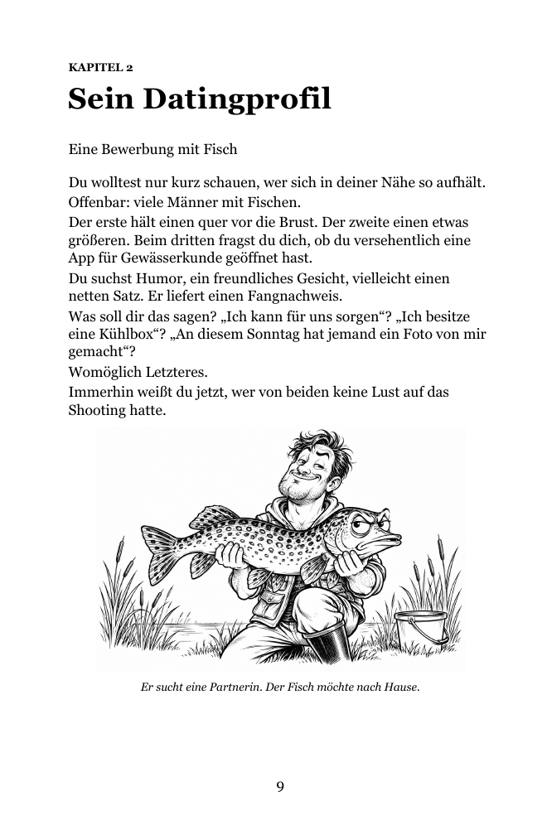 KAPITEL 2
Sein Datingprofil
Eine Bewerbung mit Fisch
Du wolltest nur kurz schauen, wer sich in deiner Nähe so aufhält.
Offenbar: viele Männer mit Fischen.
Der erste hält einen quer vor die Brust. Der zweite einen etwas
größeren. Beim dritten fragst du dich, ob du versehentlich eine
App für Gewässerkunde geöffnet hast.
Du suchst Humor, ein freundliches Gesicht, vielleicht einen
netten Satz. Er liefert einen Fangnachweis.
Was soll dir das sagen? „Ich kann für uns sorgen“? „Ich besitze
eine Kühlbox“? „An diesem Sonntag hat jemand ein Foto von mir
gemacht“?
Womöglich Letzteres.
Immerhin weißt du jetzt, wer von beiden keine Lust auf das
Shooting hatte.
Er sucht eine Partnerin. Der Fisch möchte nach Hause.
9